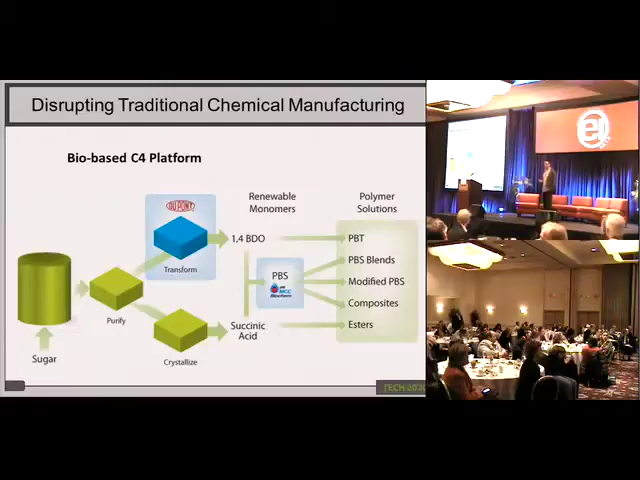 Disrupting Traditional Chemical Manufacturing
Bio-based C4 Platform
Renewable
Monomers
Polymer
Solutions
DUPONT
Transform
1,4 BDO
PBT
PBS Blends
PBS
Modified PBS
Composites
Purify
Succinic
Acid
Esters
Sugar
Crystallize